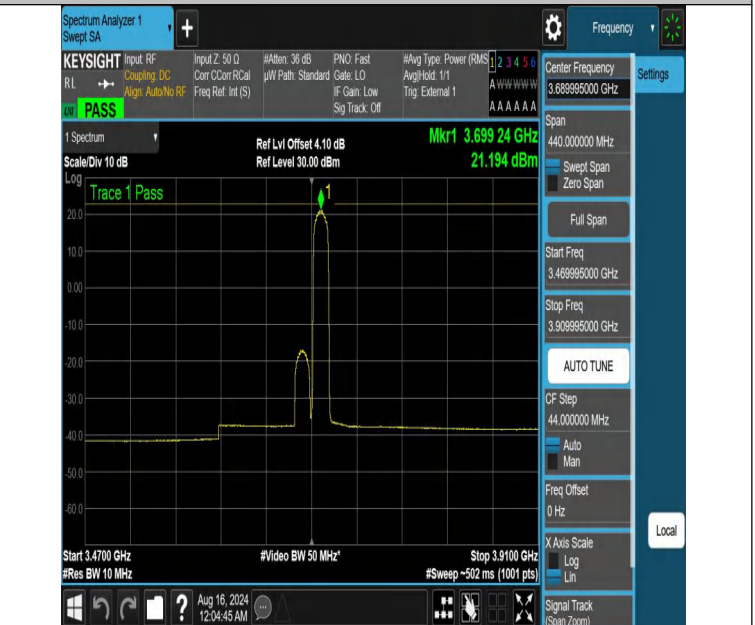 Spectrum Analyzer 1
Swept SA
+
Frequency
KEYSIGHT
RL
PASS
Input: RF
Coupling: DC
Align: Auto/No RF
Input Z: 50 Ω
Corr CCorr RCal
Freq Ref: Int (S)
#Atten: 36 dB
µW Path: Standard
PNO: Fast
Gate: LO
IF Gain: Low
Sig Track: Off
#Avg Type: Power (RMS
Avg|Hold: 1/1
Trig: External 1
1 2 3 4 5 6
A W W W W W
A A A A A A
Center Frequency
3.689995000 GHz
Settings
Span
440.000000 MHz
Swept Span
Zero Span
Full Span
Start Freq
3.469995000 GHz
Stop Freq
3.909995000 GHz
AUTO TUNE
CF Step
44.000000 MHz
Auto
Man
Freq Offset
0 Hz
X Axis Scale
Log
Lin
Signal Track
(Span Zoom)
Local
1 Spectrum
Scale/Div 10 dB
Ref Lvl Offset 4.10 dB
Ref Level 30.00 dBm
Mkr1 3.699 24 GHz
21.194 dBm
Log
Trace 1 Pass
1
20.0
10.0
0.00
-10.0
-20.0
-30.0
-40.0
-50.0
-60.0
Start 3.4700 GHz
#Res BW 10 MHz
#Video BW 50 MHz*
Stop 3.9100 GHz
#Sweep ~502 ms (1001 pts)
?
Aug 16, 2024
12:04:45 AM